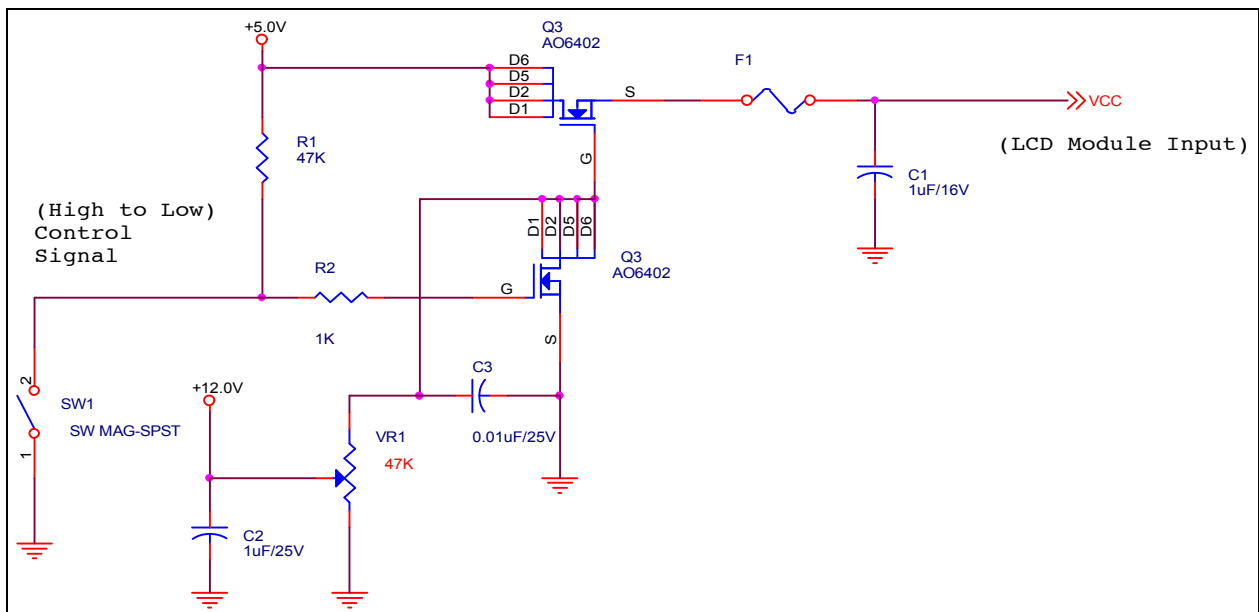 +5.0V
Q3
AO6402
D6
D5
D2
D1
S
G
F1
VCC
(LCD Module Input)
R1
47K
C1
1uF/16V
(High to Low)
Control
Signal
D1
D2
D5
D6
Q3
AO6402
R2
1K
G
S
C3
0.01uF/25V
2
1
SW1
SW MAG-SPST
+12.0V
VR1
47K
C2
1uF/25V